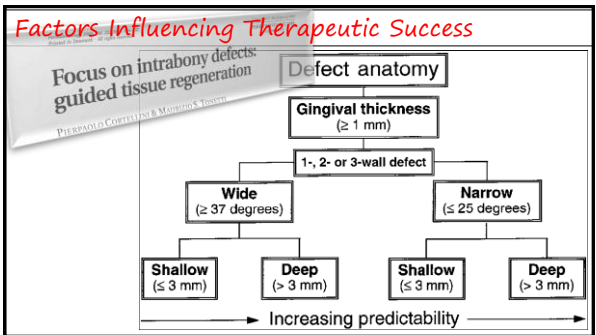 Factors Influencing Therapeutic Success
Focus on intrabony defects:
guided tissue regeneration
PIERPAOLO CORTELLINI & MAURIZIO S. TONETTI
Defect anatomy
Gingival thickness
(≥ 1 mm)
1-, 2- or 3-wall defect
Wide
(≥ 37 degrees)
Narrow
(≤ 25 degrees)
Shallow
(≤ 3 mm)
Deep
(> 3 mm)
Shallow
(≤ 3 mm)
Deep
(> 3 mm)
Increasing predictability